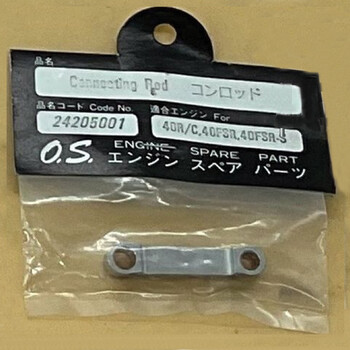 品名
Connecting Rod コンロッド
品名コード Code No. 適合エンジン For
24205001 40R/C,40FSR,40FSR-S
O.S. ENGINE SPARE PART
エンジン スペア パーツ